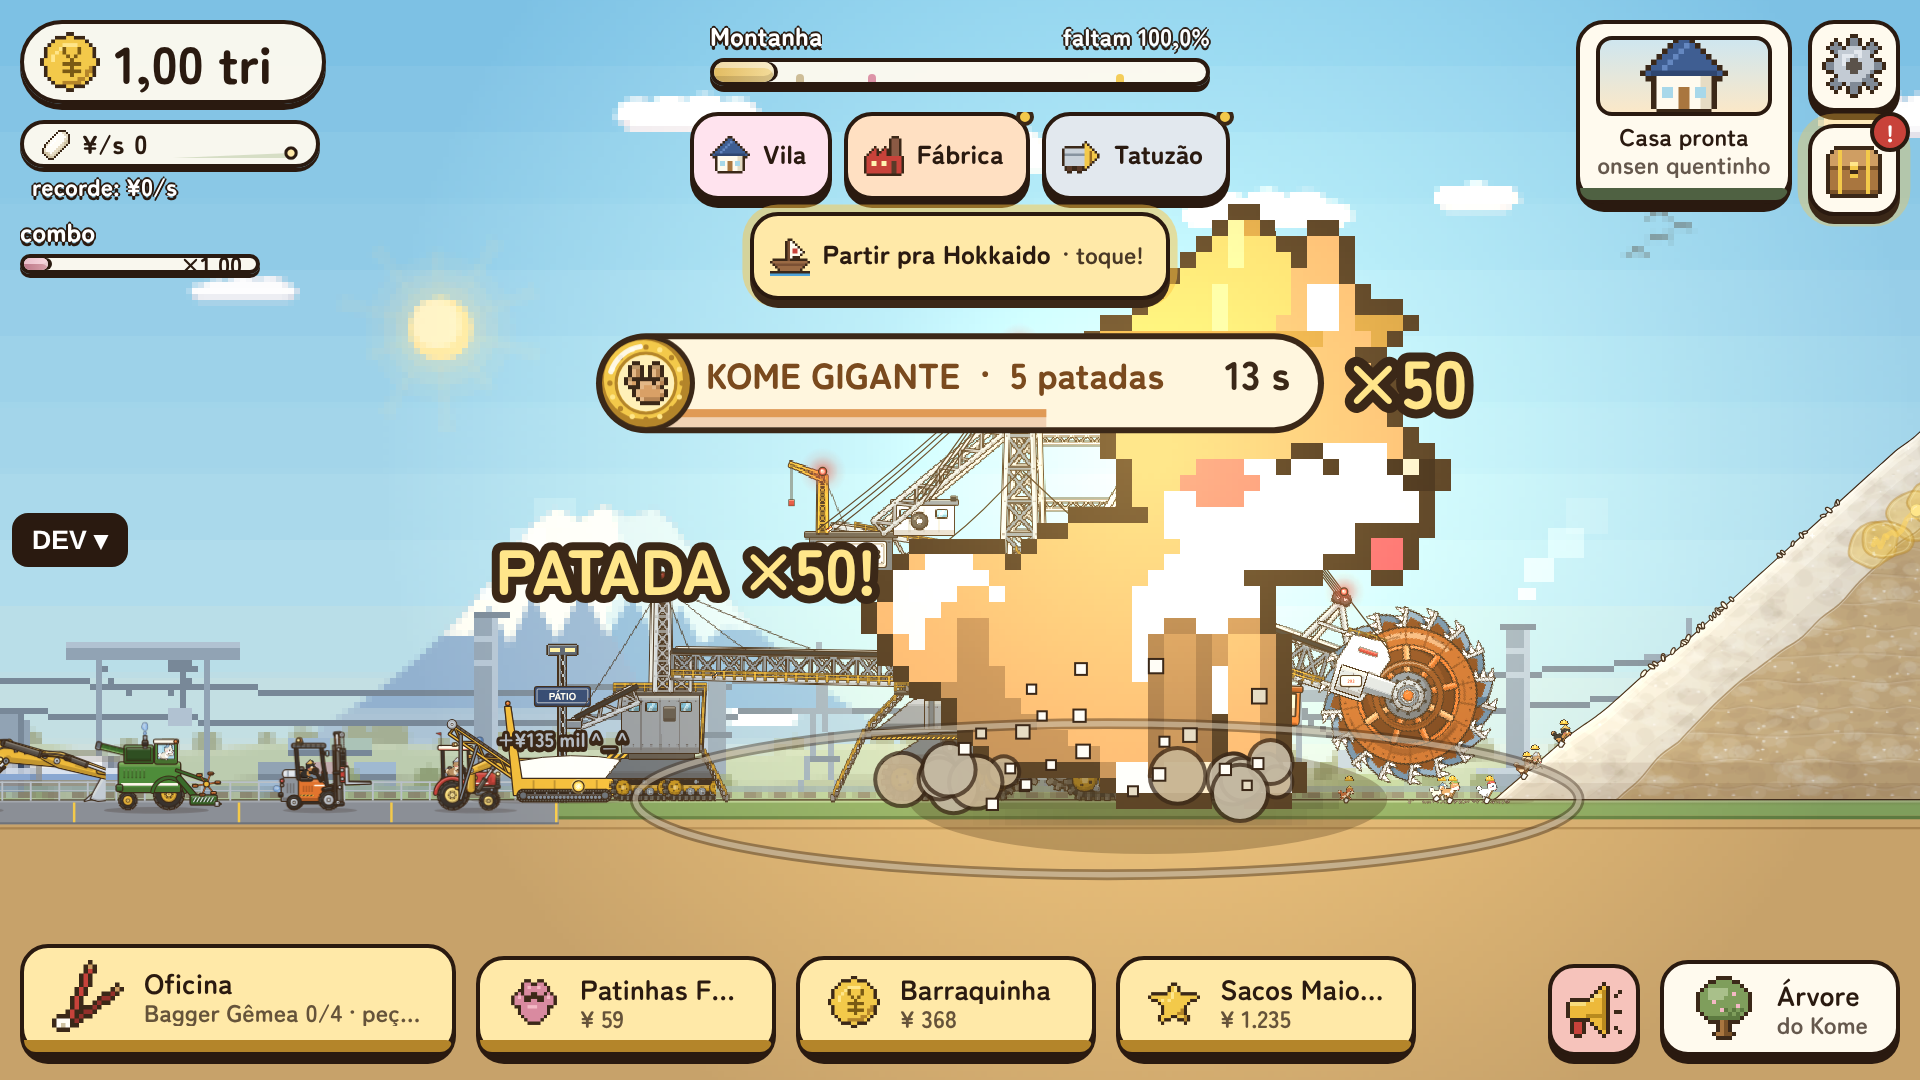 1,00 tri
¥/s 0
recorde: ¥0/s
combo
×1,00
Montanha
faltam 100,0%
Vila
Fábrica
Tatuzão
Partir pra Hokkaido · toque!
Casa pronta
onsen quentinho
!
KOME GIGANTE · 5 patadas 13 s
×50
DEV ▾
PATADA ×50!
PÁTIO
+¥135 mil ^_^
Oficina
Bagger Gêmea 0/4 · peç...
Patinhas F...
¥ 59
Barraquinha
¥ 368
Sacos Maio...
¥ 1.235
Árvore
do Kome